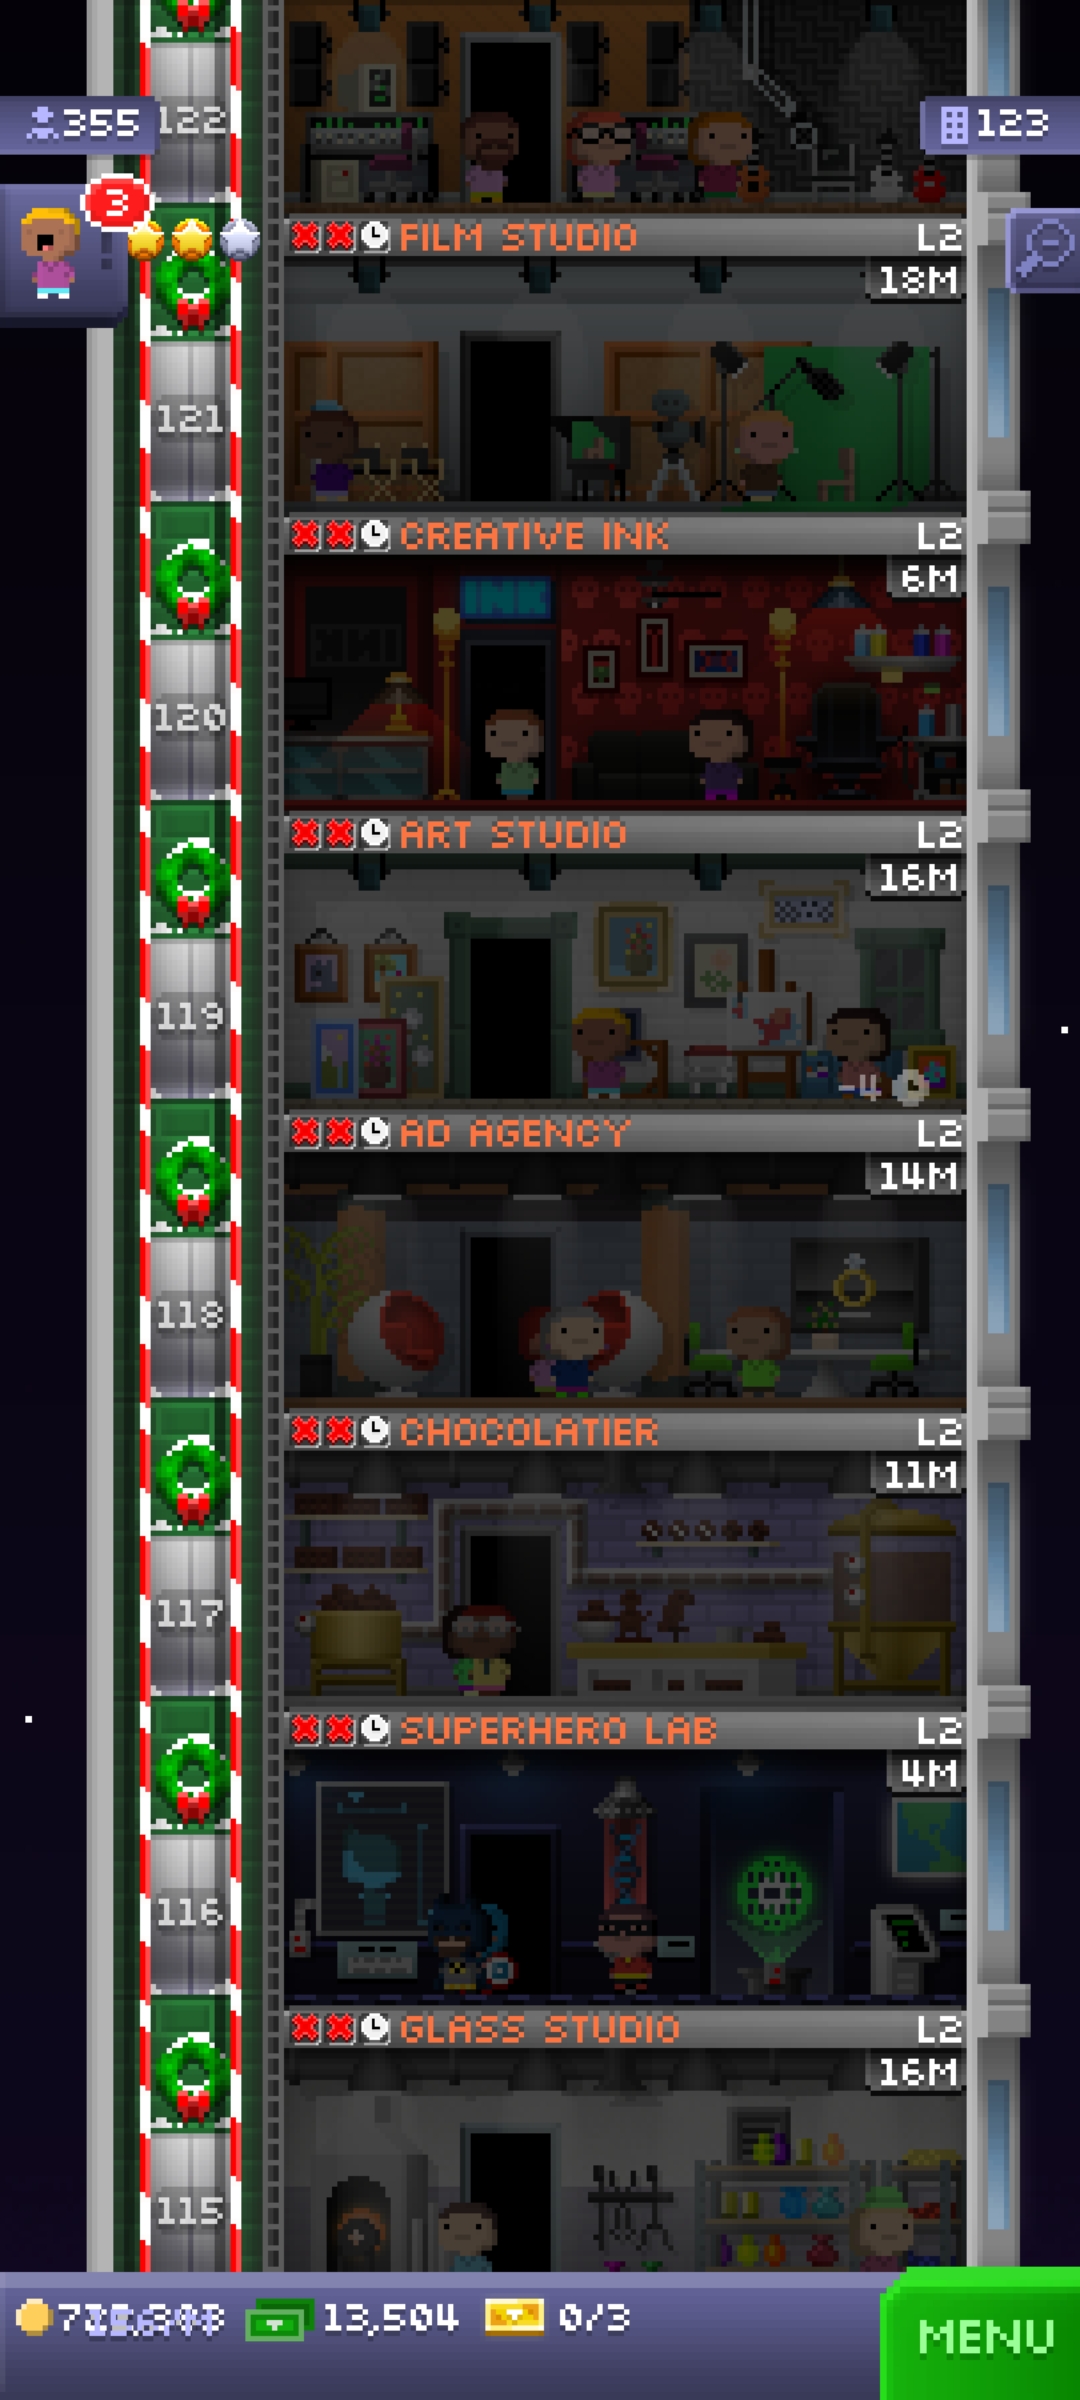 355
122
123
3
FILM STUDIO L2
18M
121
CREATIVE INK L2
6M
INK
120
ART STUDIO L2
16M
119
-4
AD AGENCY L2
14M
118
CHOCOLATIER L2
11M
117
SUPERHERO LAB L2
4M
116
GLASS STUDIO L2
16M
115
13,504
0/3
MENU